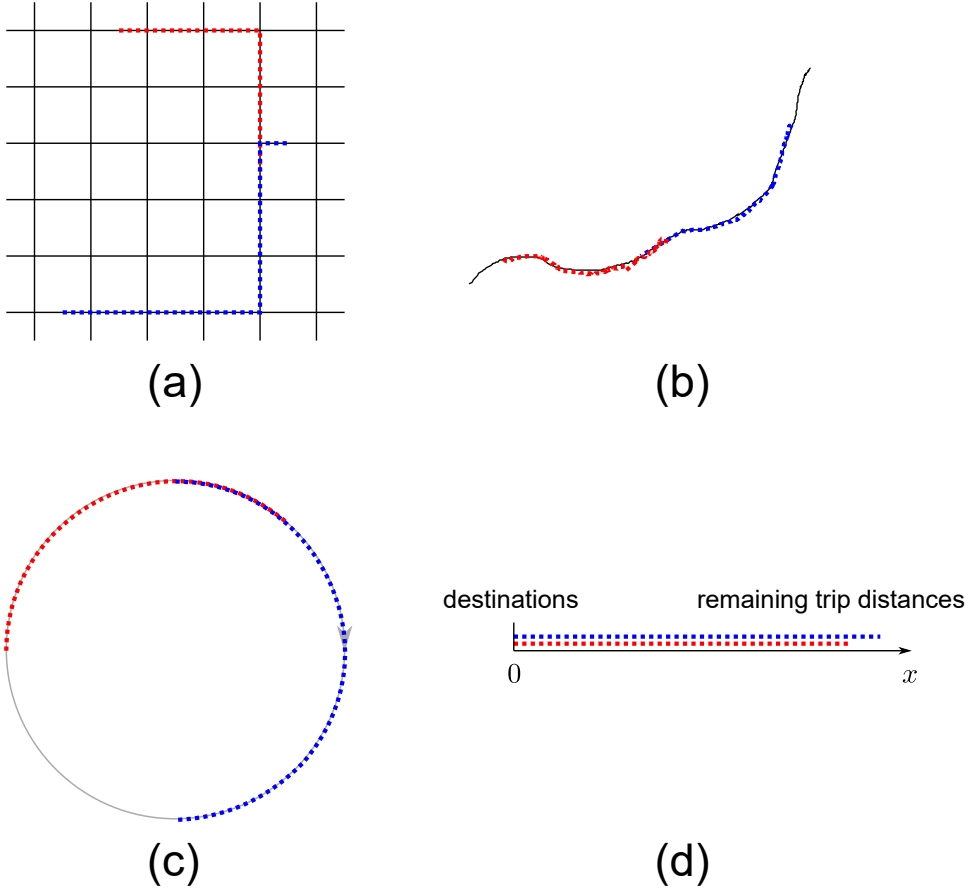 (a)
(b)
destinations
remaining trip distances
0
x
(c)
(d)